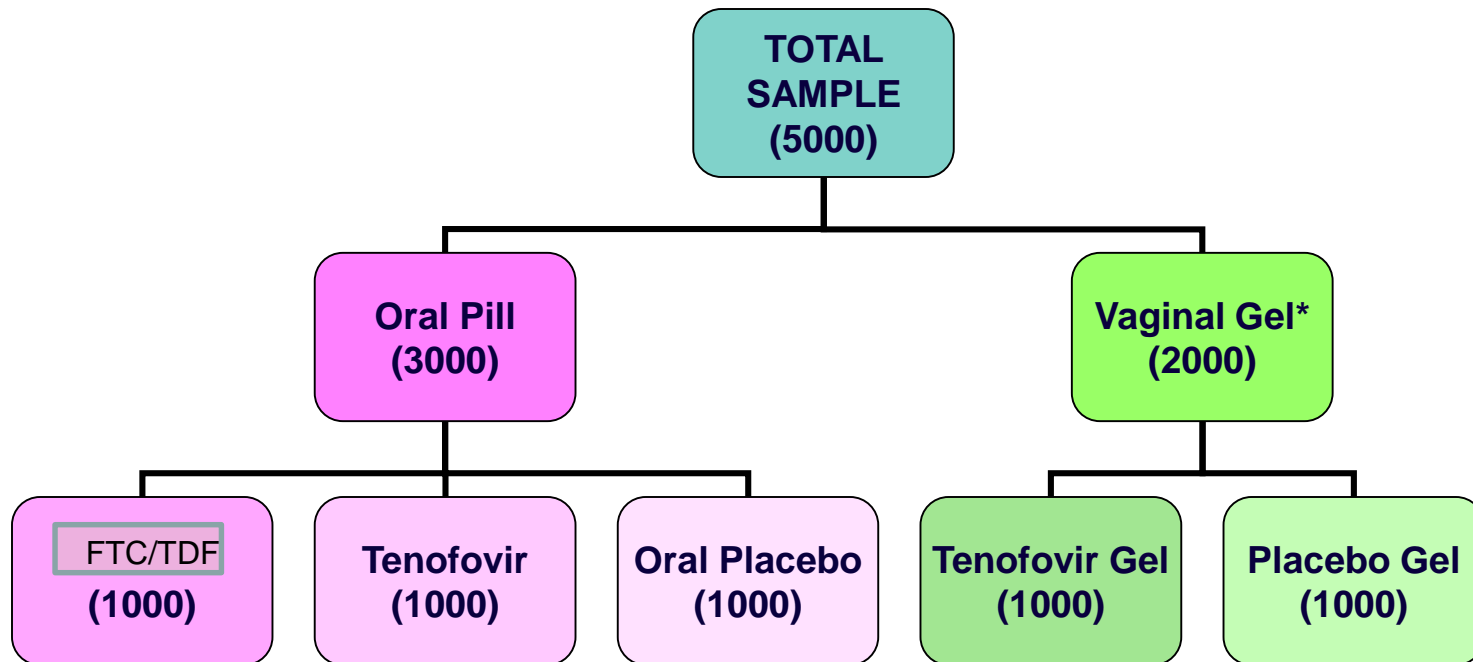 TOTAL
SAMPLE
(5000)
Oral Pill
(3000)
Vaginal Gel*
(2000)
FTC/TDF
(1000)
Tenofovir
(1000)
Oral Placebo
(1000)
Tenofovir Gel
(1000)
Placebo Gel
(1000)